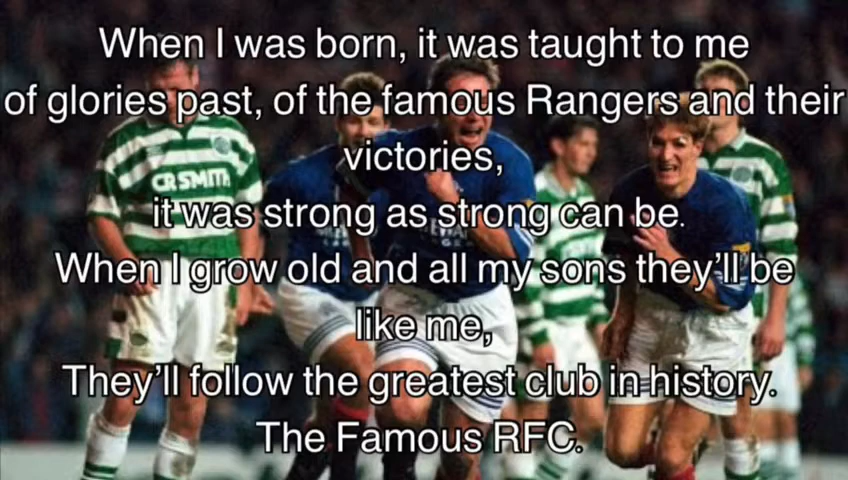 When I was born, it was taught to me
of glories past, of the famous Rangers and their
victories,
it was strong as strong can be.
When I grow old and all my sons they'll be
like me,
They'll follow the greatest club in history.
The Famous RFC.
CR SMITH